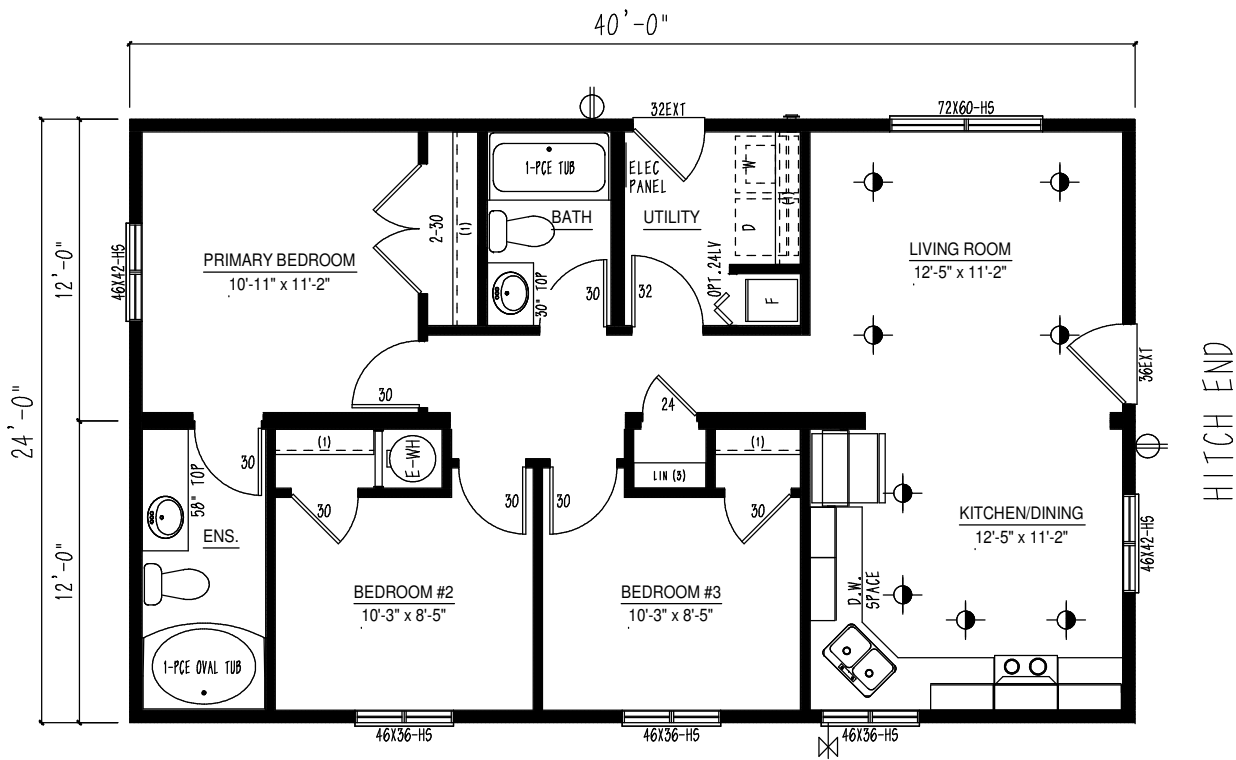 40'-0"
32EXT
72X60-HS
1-PCE TUB
ELEC
PANEL
W
(1)
D
BATH
UTILITY
2-30
(1)
PRIMARY BEDROOM
10'-11" x 11'-2"
LIVING ROOM
12'-5" x 11'-2"
46X42-HS
12'-0"
30" TOP
30
32
OPT.24LV
F
36EXT
HITCH END
24'-0"
30
24
(1)
E-WH
LIN (3)
(1)
30
58" TOP
ENS.
30
30
30
30
KITCHEN/DINING
12'-5" x 11'-2"
46X42-HS
12'-0"
BEDROOM #2
10'-3" x 8'-5"
BEDROOM #3
10'-3" x 8'-5"
D.W.
SPACE
1-PCE OVAL TUB
46X36-HS
46X36-HS
46X36-HS